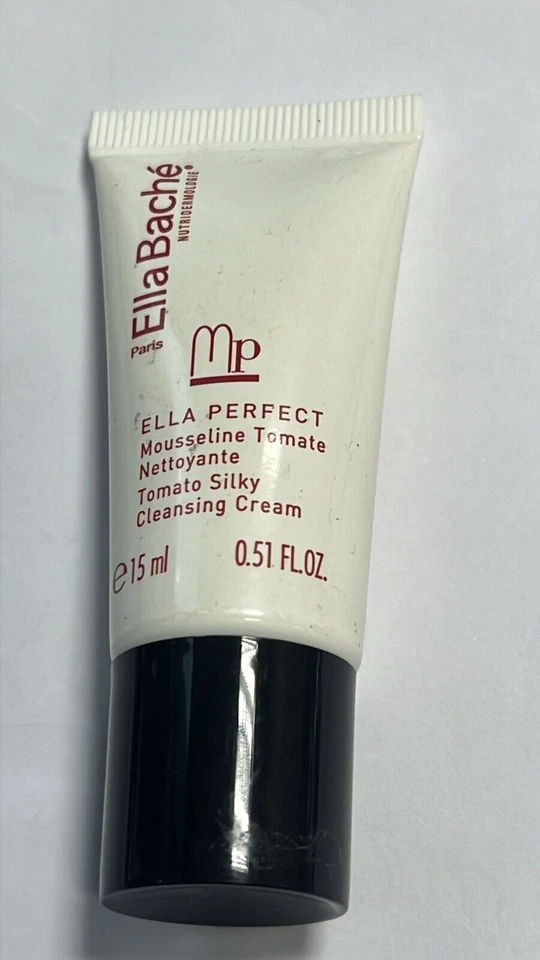 Ella Baché
NUTRIDERMOLOGIE®
Paris
Mp
ELLA PERFECT
Mousseline Tomate
Nettoyante
Tomato Silky
Cleansing Cream
℮15 ml 0.51 FL.OZ.